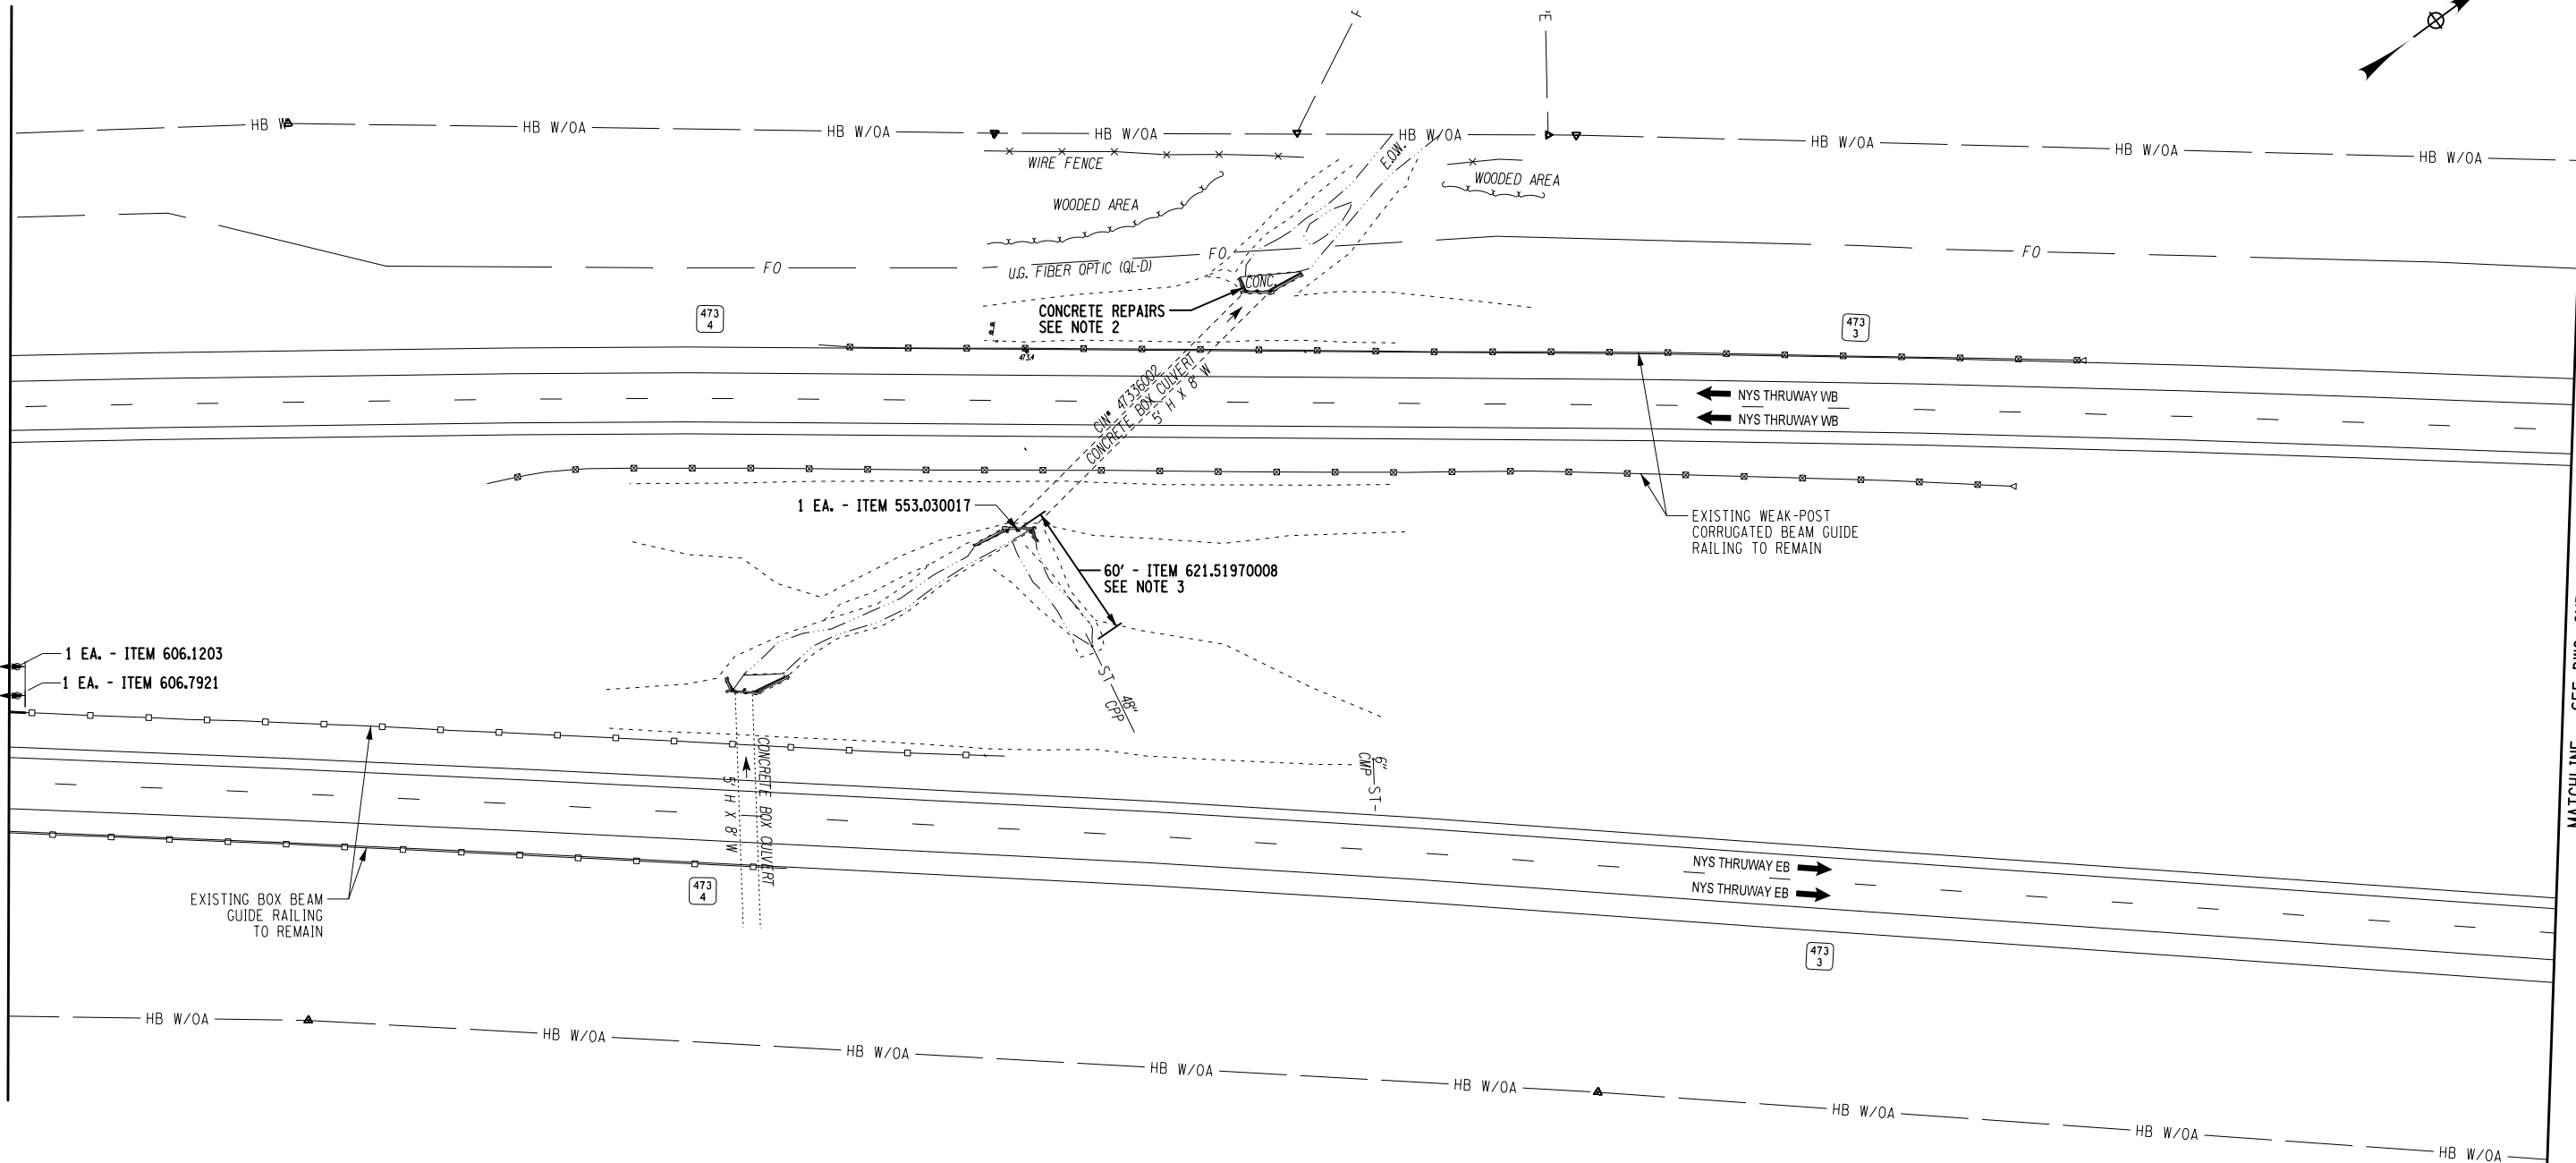 HB W
HB W/OA
HB W/OA
HB W/OA
HB W/OA
HB W/OA
HB W/OA
HB W/OA
E.O.W.
WIRE FENCE
WOODED AREA
WOODED AREA
FO
FO
FO
U.G. FIBER OPTIC (QL-D)
CONC.
CONCRETE REPAIRS
SEE NOTE 2
473
4
473
3
473.4
CIN# 47336002
CONCRETE BOX CULVERT
5' H X 8' W
NYS THRUWAY WB
NYS THRUWAY WB
1 EA. - ITEM 553.030017
EXISTING WEAK-POST
CORRUGATED BEAM GUIDE
RAILING TO REMAIN
60' - ITEM 621.51970008
SEE NOTE 3
1 EA. - ITEM 606.1203
1 EA. - ITEM 606.7921
ST
48"
CPP
6"
CMP
ST
CONCRETE BOX CULVERT
5' H X 8' W
NYS THRUWAY EB
NYS THRUWAY EB
EXISTING BOX BEAM
GUIDE RAILING
TO REMAIN
473
4
473
3
MATCHLINE
HB W/OA
HB W/OA
HB W/OA
HB W/OA
HB W/OA
HB W/OA
HB W/OA
HB W/OA